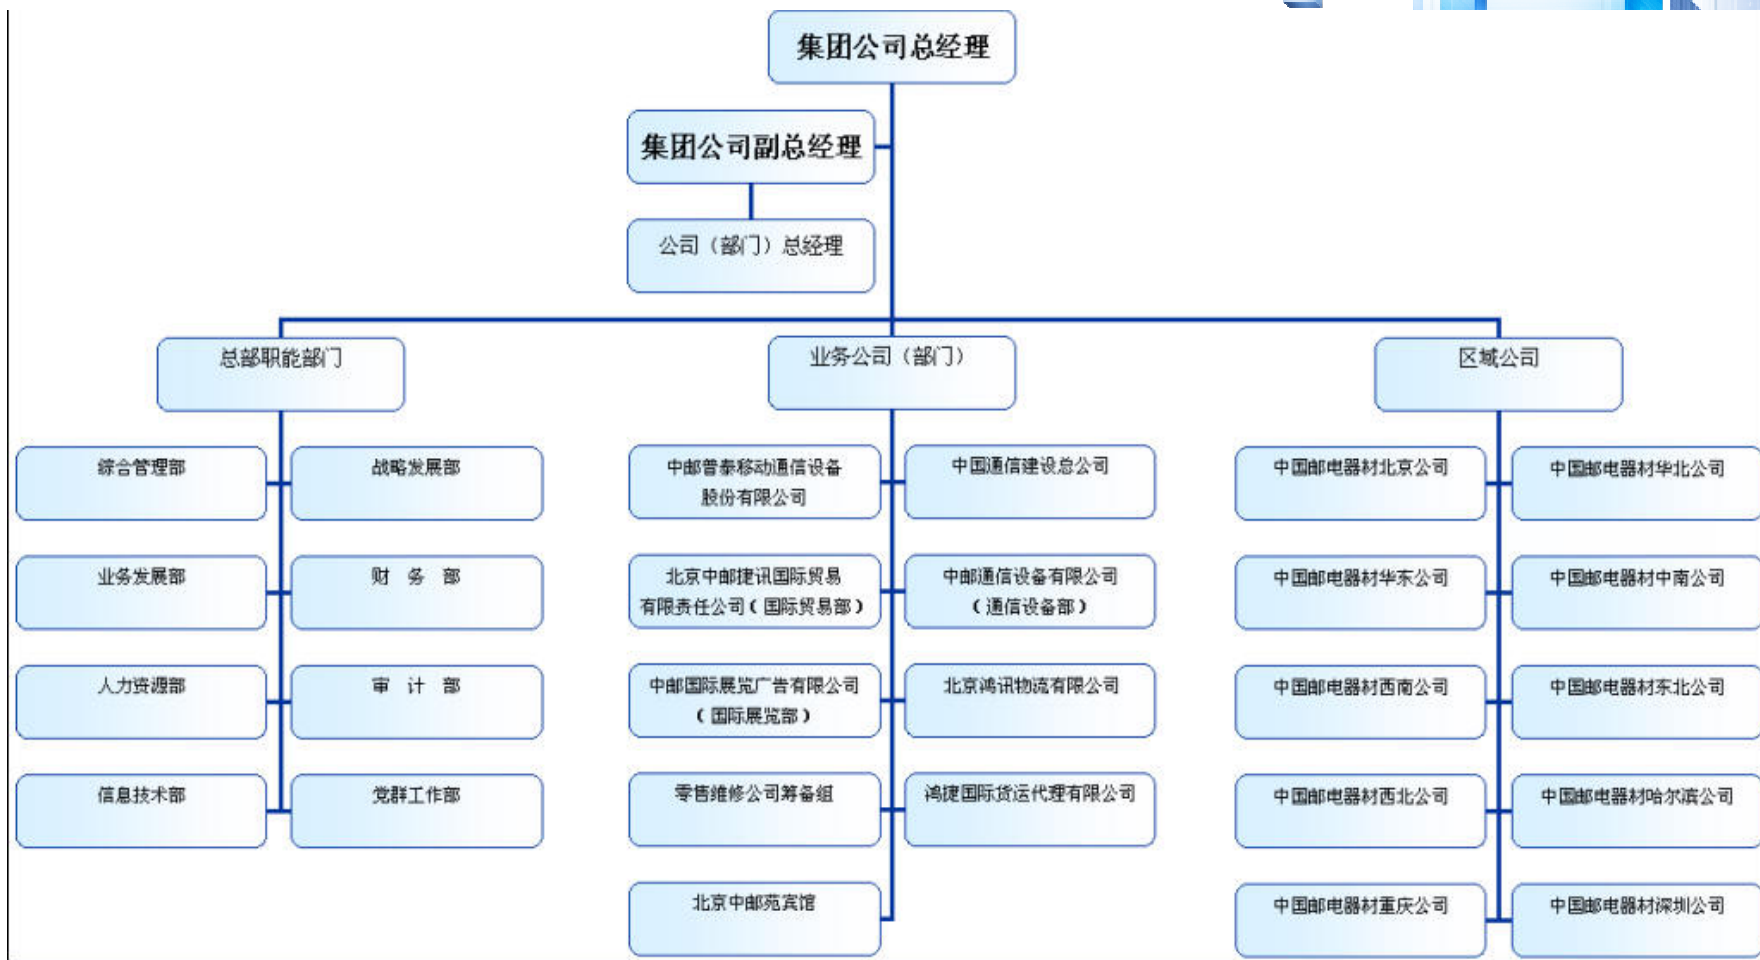 集团公司总经理
集团公司副总经理
公司（部门）总经理
总部职能部门
业务公司（部门）
区域公司
综合管理部
战略发展部
业务发展部
财 务 部
人力资源部
审 计 部
信息技术部
党群工作部
中邮普泰移动通信设备
股份有限公司
中国通信建设总公司
北京中邮捷讯国际贸易
有限责任公司（国际贸易部）
中邮通信设备有限公司
（通信设备部）
中邮国际展览广告有限公司
（国际展览部）
北京鸿讯物流有限公司
零售维修公司筹备组
鸿捷国际货运代理有限公司
北京中邮苑宾馆
中国邮电器材北京公司
中国邮电器材华北公司
中国邮电器材华东公司
中国邮电器材中南公司
中国邮电器材西南公司
中国邮电器材东北公司
中国邮电器材西北公司
中国邮电器材哈尔滨公司
中国邮电器材重庆公司
中国邮电器材深圳公司